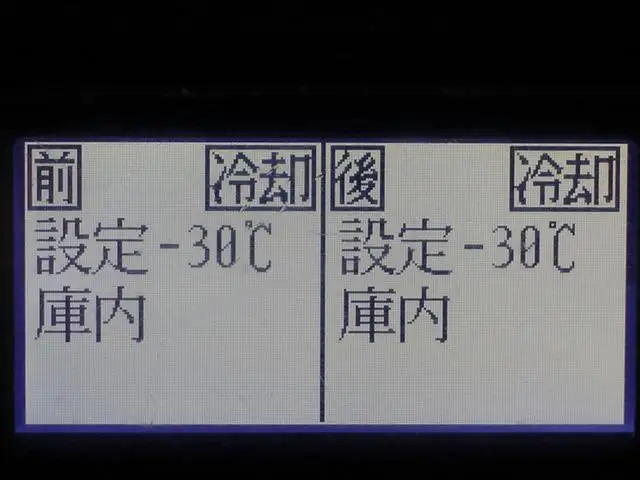 前 冷却
設定-30℃
庫内
後 冷却
設定-30℃
庫内